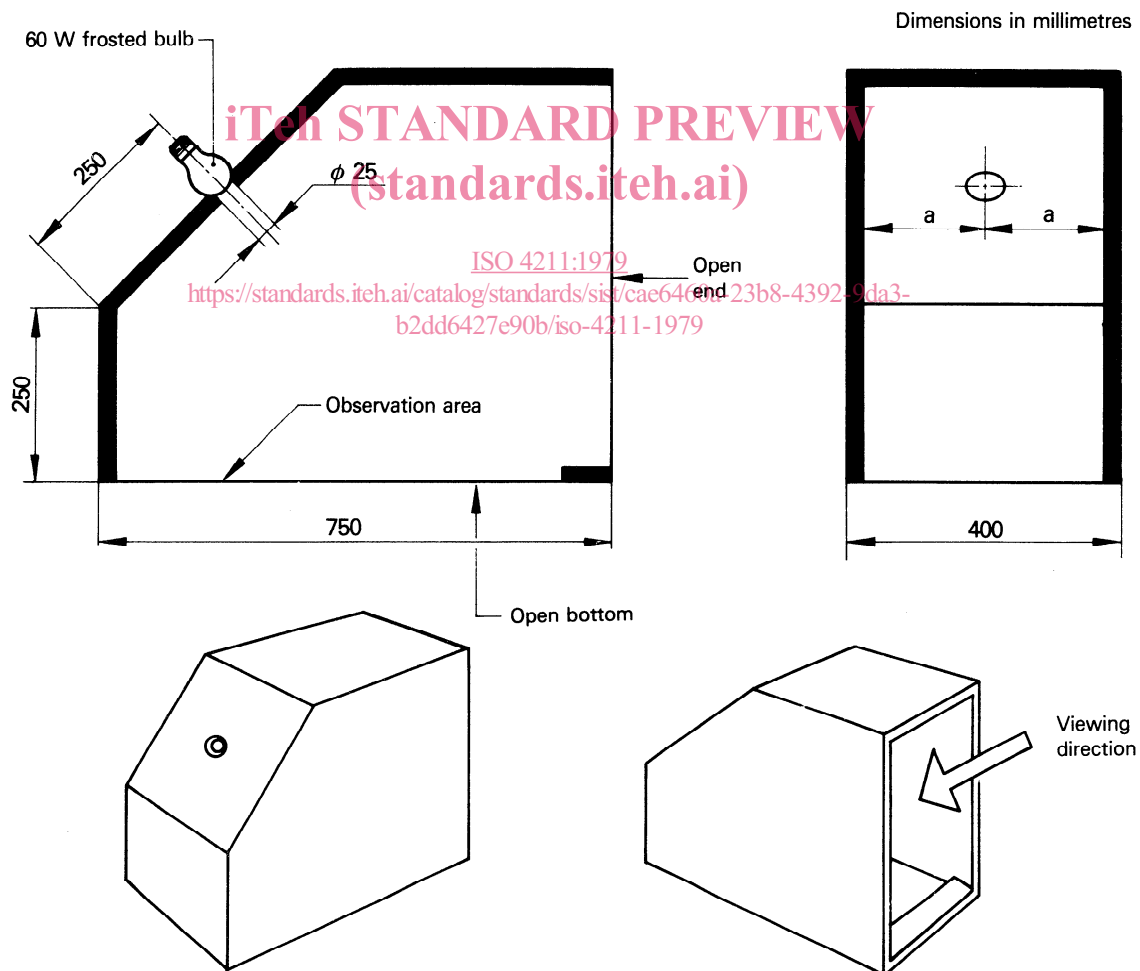 Dimensions in millimetres
60 W frosted bulb
iTeh STANDARD PREVIEW
(standards.iteh.ai)
250
ϕ 25
a
a
ISO 4211:1979
Open
end
https://standards.iteh.ai/catalog/standards/sist/cae6460a-23b8-4392-9da3-
b2dd6427e90b/iso-4211-1979
250
Observation area
750
400
Open bottom
Viewing
direction